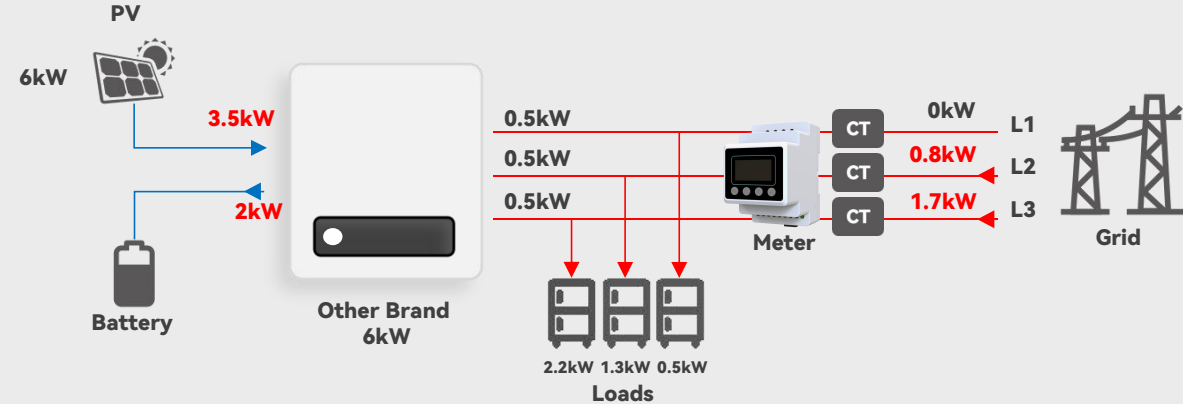 PV
6kW
3.5kW
2kW
Battery
Other Brand
6kW
0.5kW
0.5kW
0.5kW
Meter
CT
CT
CT
0kW
0.8kW
1.7kW
L1
L2
L3
Grid
2.2kW 1.3kW 0.5kW
Loads